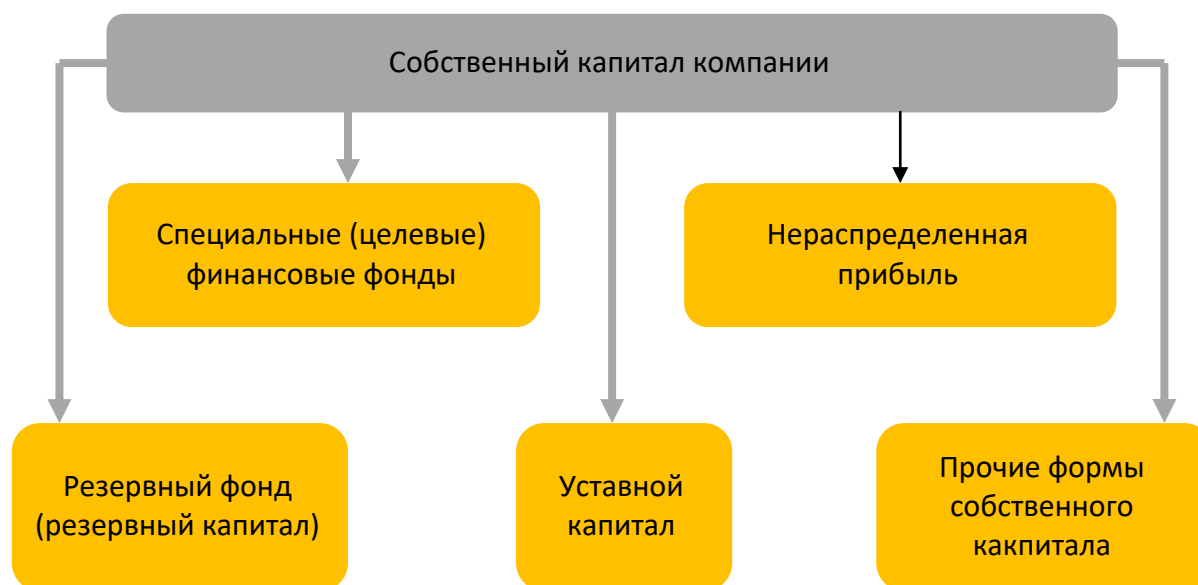 Собственный капитал компании
Специальные (целевые)
финансовые фонды
Нераспределенная
прибыль
Резервный фонд
(резервный капитал)
Уставной
капитал
Прочие формы
собственного
какпитала